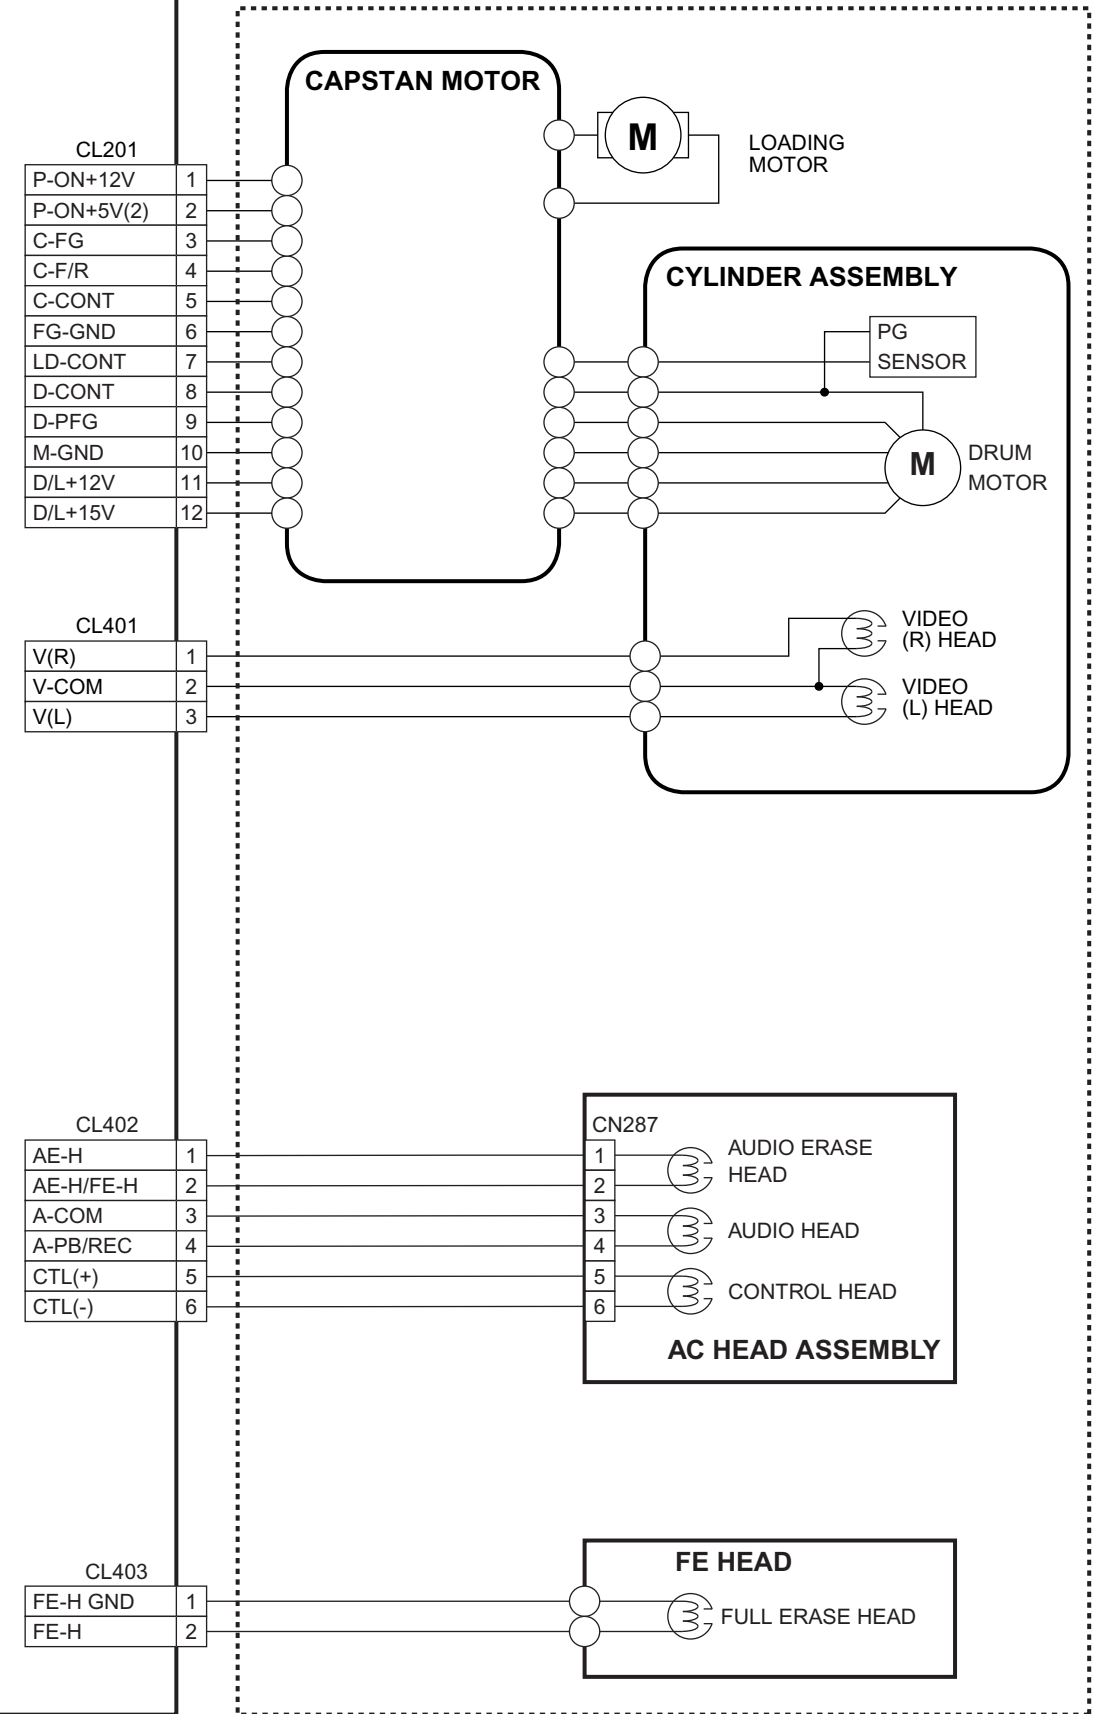 CAPSTAN MOTOR
M
LOADING
MOTOR
CL201
P-ON+12V 1
P-ON+5V(2) 2
C-FG 3
C-F/R 4
C-CONT 5
FG-GND 6
LD-CONT 7
D-CONT 8
D-PFG 9
M-GND 10
D/L+12V 11
D/L+15V 12
CYLINDER ASSEMBLY
PG
SENSOR
M
DRUM
MOTOR
CL401
V(R) 1
V-COM 2
V(L) 3
VIDEO
(R) HEAD
VIDEO
(L) HEAD
CL402
AE-H 1
AE-H/FE-H 2
A-COM 3
A-PB/REC 4
CTL(+) 5
CTL(-) 6
CN287
1
2
3
4
5
6
AUDIO ERASE
HEAD
AUDIO HEAD
CONTROL HEAD
AC HEAD ASSEMBLY
CL403
FE-H GND 1
FE-H 2
FE HEAD
FULL ERASE HEAD